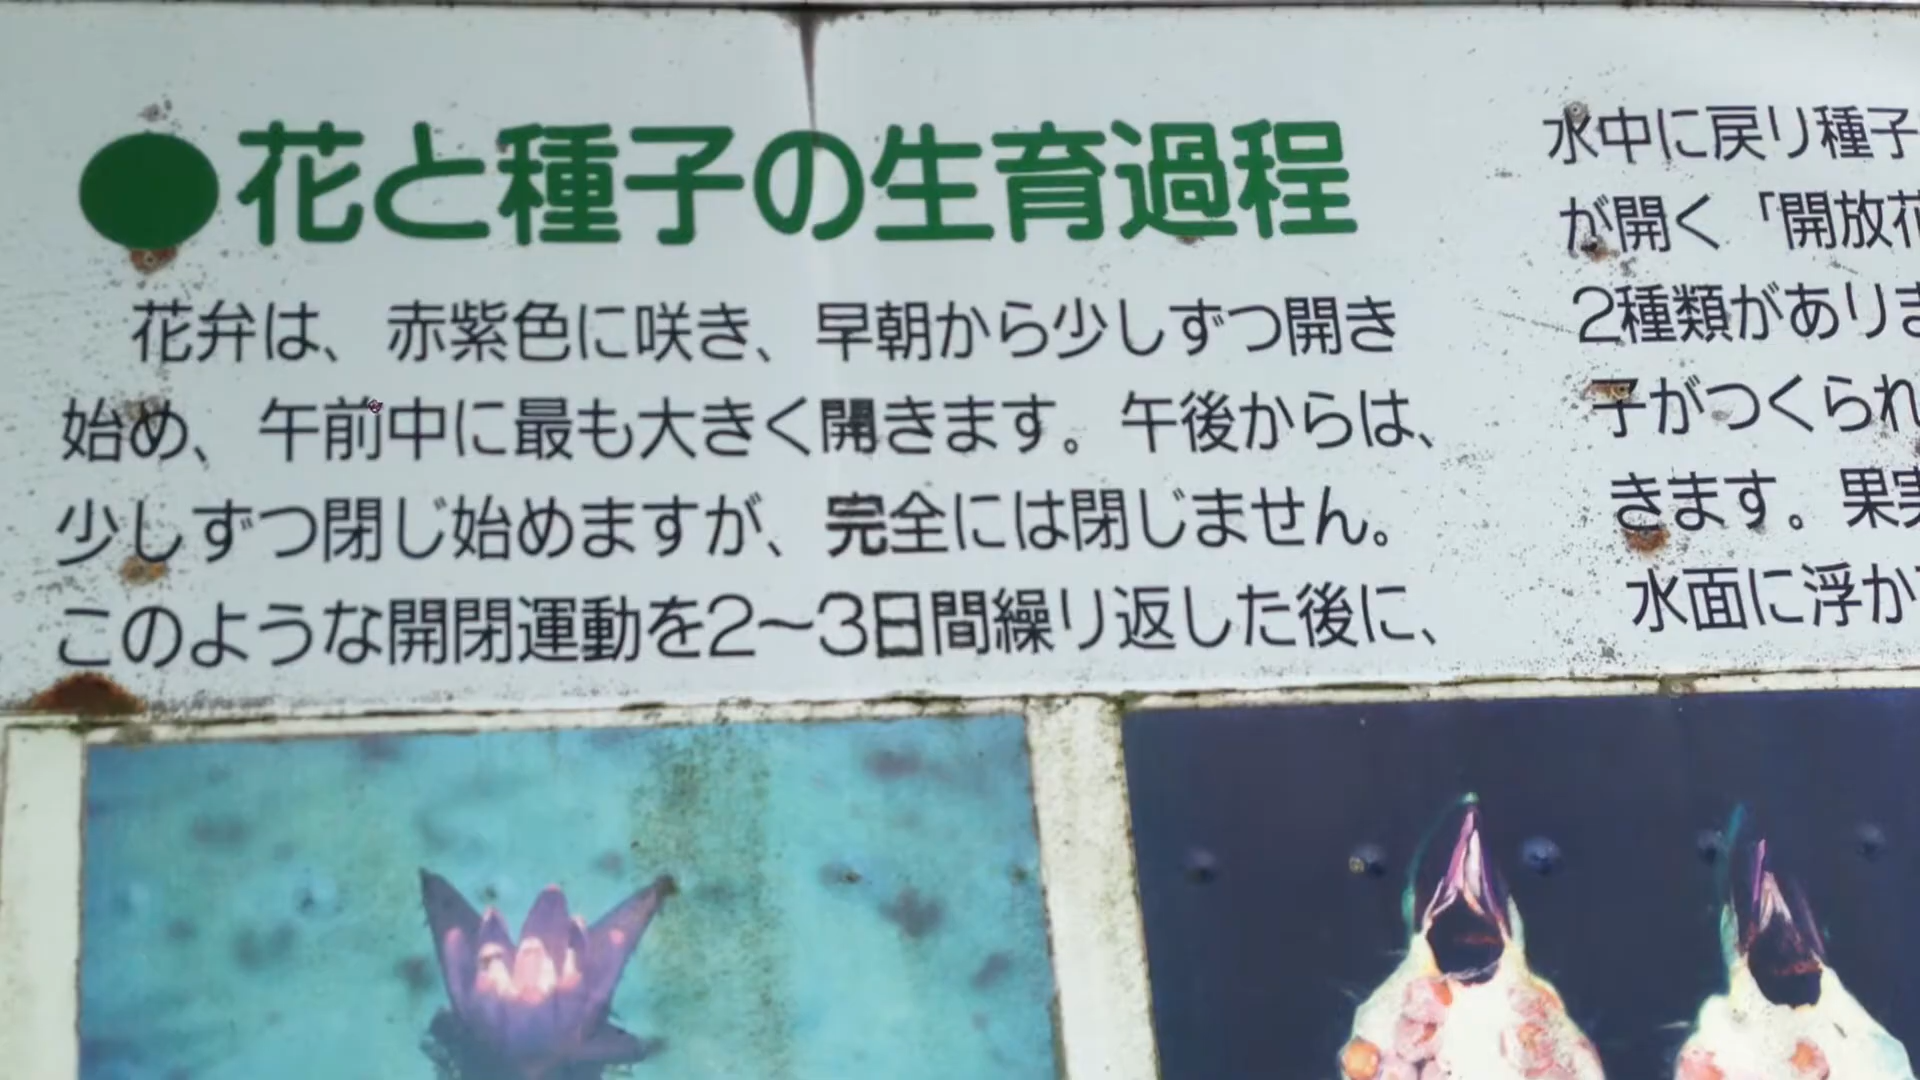 ●花と種子の生育過程
花弁は、赤紫色に咲き、早朝から少しずつ開き
始め、午前中に最も大きく開きます。午後からは、
少しずつ閉じ始めますが、完全には閉じません。
このような開閉運動を2〜3日間繰り返した後に、
水中に戻り種子
が開く「開放花
2種類がありま
子がつくられ
きます。果実
水面に浮か